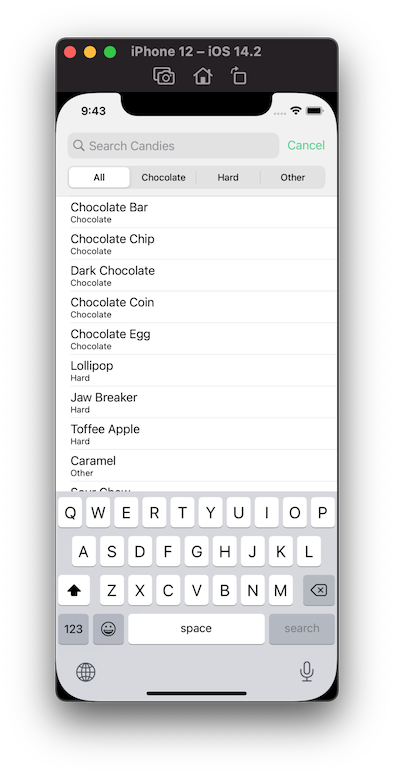 iPhone 12 – iOS 14.2
9:43
Search Candies
Cancel
All
Chocolate
Hard
Other
Chocolate Bar
Chocolate
Chocolate Chip
Chocolate
Dark Chocolate
Chocolate
Chocolate Coin
Chocolate
Chocolate Egg
Chocolate
Lollipop
Hard
Jaw Breaker
Hard
Toffee Apple
Hard
Caramel
Other
Sour Chew
Q W E R T Y U I O P
A S D F G H J K L
Z X C V B N M
123
space
search